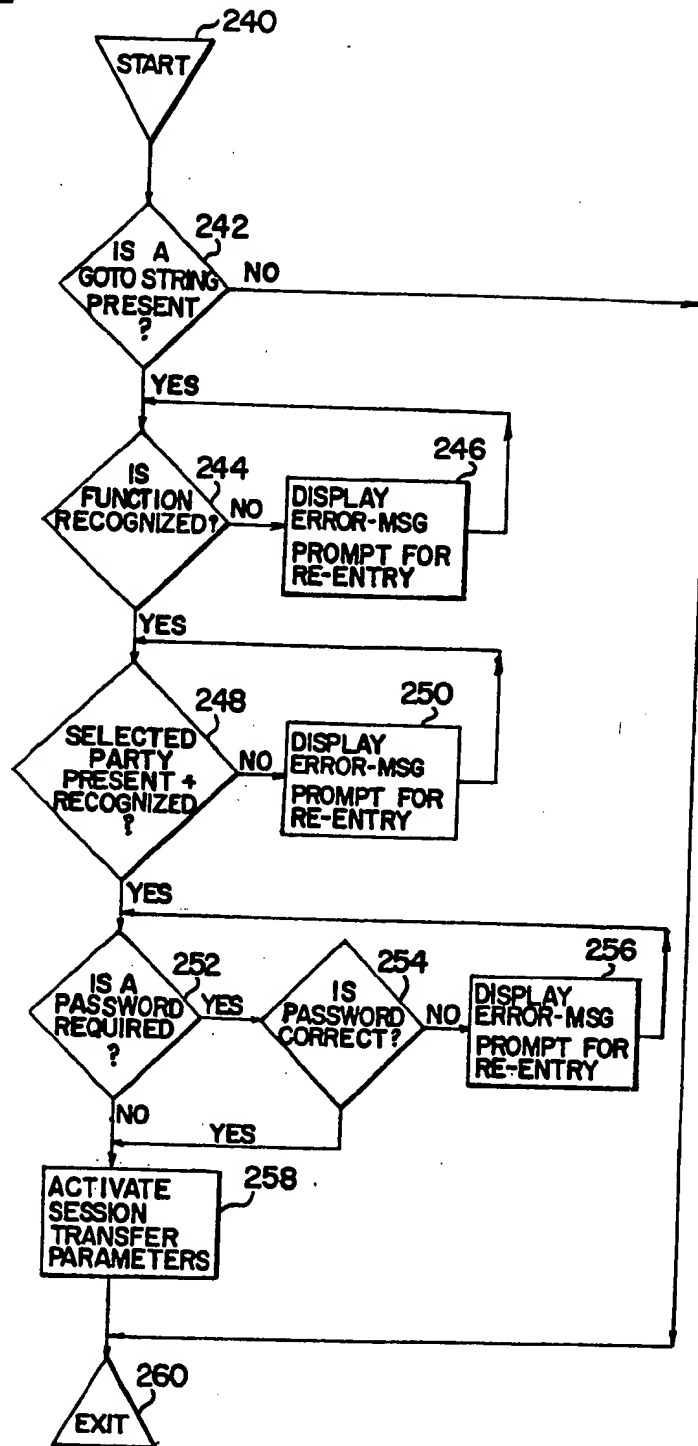 240
START
242
IS A
GOTO STRING
PRESENT
?
NO
YES
244
IS
FUNCTION
RECOGNIZED?
NO
246
DISPLAY
ERROR-MSG
PROMPT FOR
RE-ENTRY
YES
248
SELECTED
PARTY
PRESENT +
RECOGNIZED
?
NO
250
DISPLAY
ERROR-MSG
PROMPT FOR
RE-ENTRY
YES
252
IS A
PASSWORD
REQUIRED
?
YES
254
IS
PASSWORD
CORRECT?
NO
256
DISPLAY
ERROR-MSG
PROMPT FOR
RE-ENTRY
NO
YES
258
ACTIVATE
SESSION
TRANSFER
PARAMETERS
260
EXIT